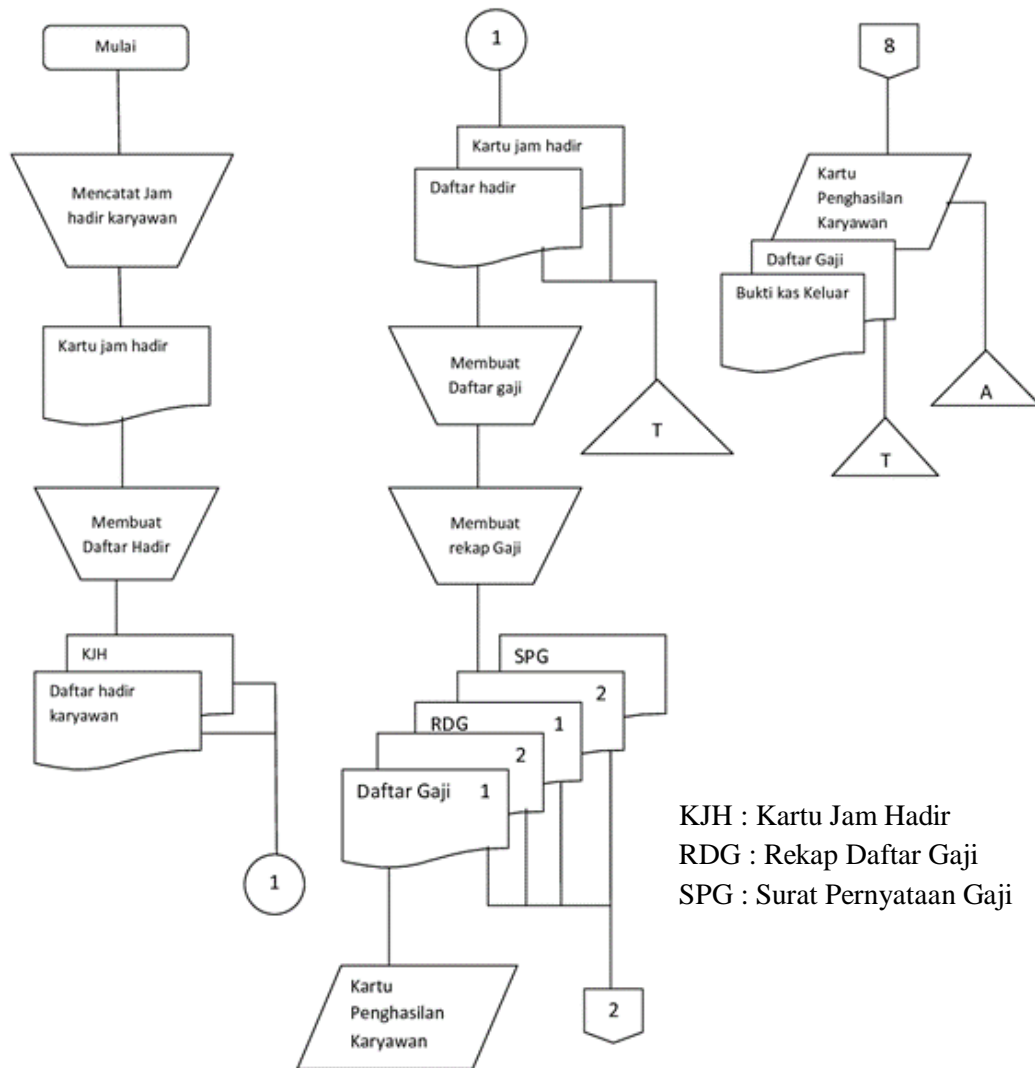 Mulai
Mencatat Jam
hadir karyawan
Kartu jam hadir
Membuat
Daftar Hadir
KJH
Daftar hadir
karyawan
1
1
Kartu jam hadir
Daftar hadir
Membuat
Daftar gaji
T
Membuat
rekap Gaji
SPG
2
RDG 1
2
Daftar Gaji 1
Kartu
Penghasilan
Karyawan
2
8
Kartu
Penghasilan
Karyawan
Daftar Gaji
Bukti kas Keluar
A
T
KJH : Kartu Jam Hadir
RDG : Rekap Daftar Gaji
SPG : Surat Pernyataan Gaji